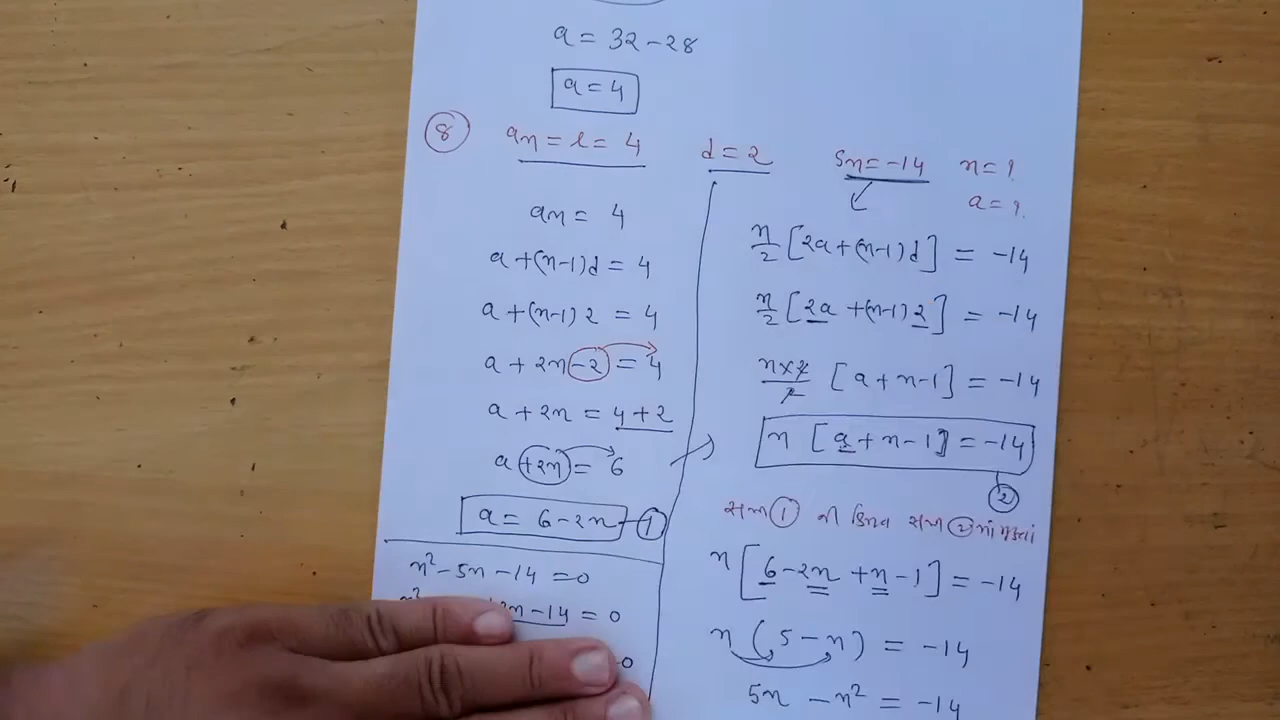 a = 32 - 28
a = 4
8 an = l = 4 d = 2 Sn = -14 n = ?
a = ?
an = 4
a + (n-1)d = 4
a + (n-1) 2 = 4
a + 2n - 2 = 4
a + 2n = 4 + 2
a + 2n = 6
a = 6 - 2n - 1
n² - 5n - 14 = 0
2n - 14 = 0
n/2 [2a + (n-1)d] = -14
n/2 [2a + (n-1) 2] = -14
n×2/2 [a + n - 1] = -14
n [a + n - 1] = -14
2
1 ની કિંમત 2 માં મૂકતાં
n [6 - 2n + n - 1] = -14
n (5 - n) = -14
5n - n² = -14